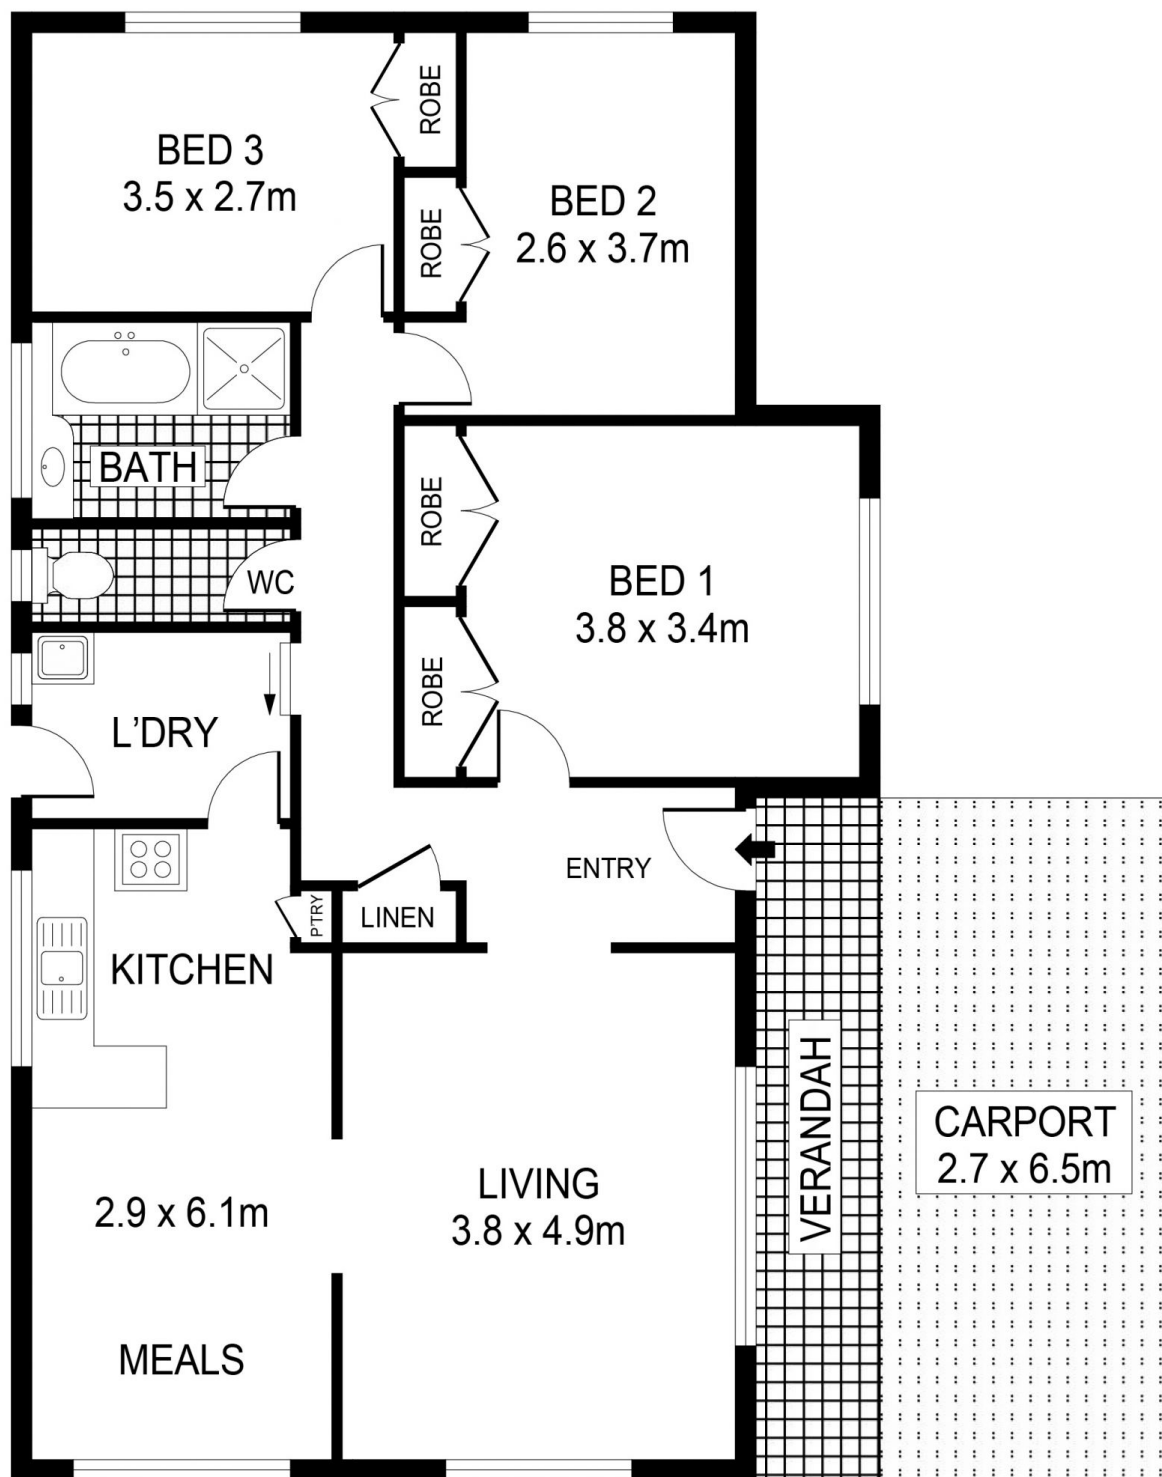 BED 3
3.5 x 2.7m
ROBE
ROBE
BED 2
2.6 x 3.7m
BATH
WC
ROBE
ROBE
BED 1
3.8 x 3.4m
L'DRY
ENTRY
P'TRY
LINEN
KITCHEN
2.9 x 6.1m
MEALS
LIVING
3.8 x 4.9m
VERANDAH
CARPORT
2.7 x 6.5m